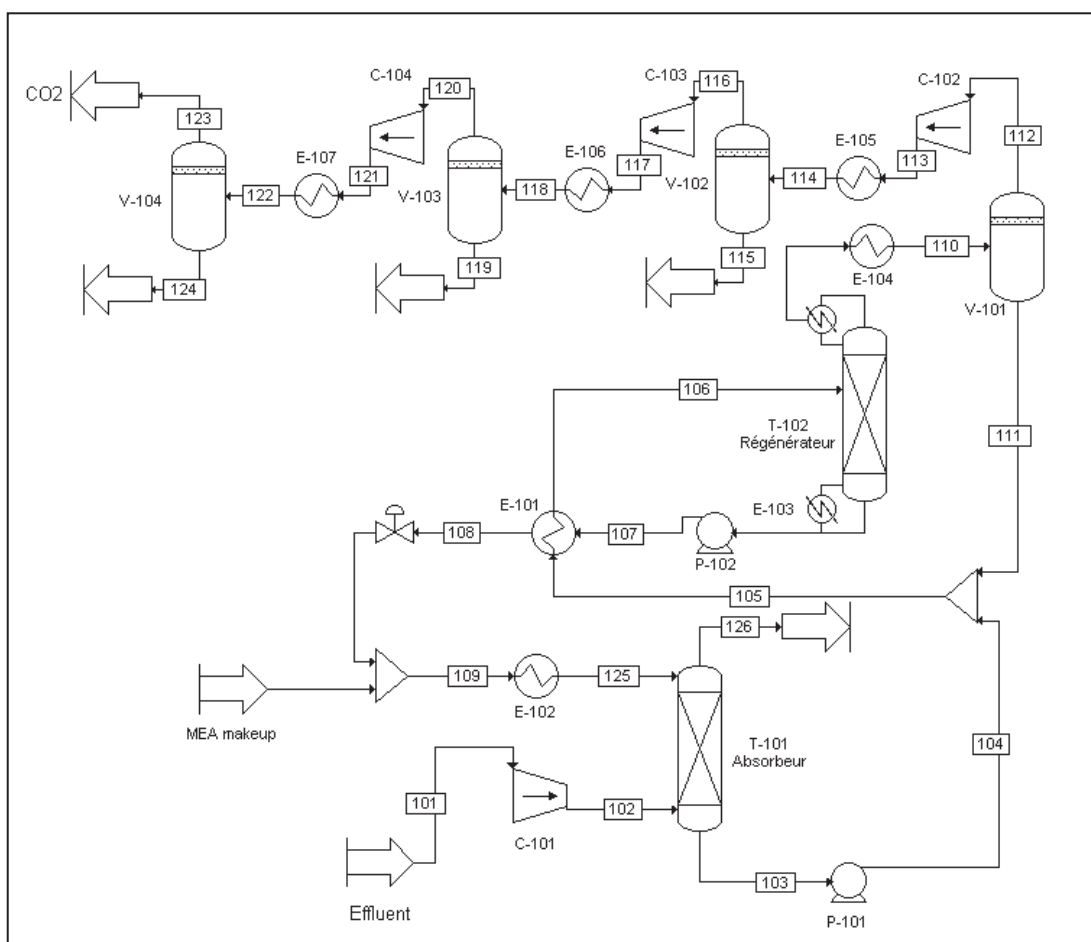 C-104
120
C-103
116
C-102
CO2
123
112
E-107
121
E-106
117
E-105
113
V-104
122
V-103
118
V-102
114
110
119
115
E-104
124
V-101
106
T-102
Régénérateur
111
E-101
E-103
108
107
P-102
105
126
109
125
MEA makeup
E-102
T-101
Absorbeur
104
101
102
C-101
103
Effluent
P-101